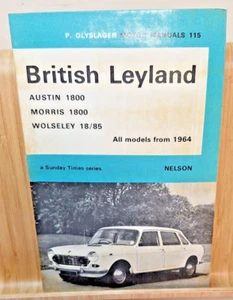 P. OLYSLAGER MOTOR MANUALS 115
British Leyland
AUSTIN 1800
MORRIS 1800
WOLSELEY 18/85
All models from 1964
a Sunday Times series NELSON